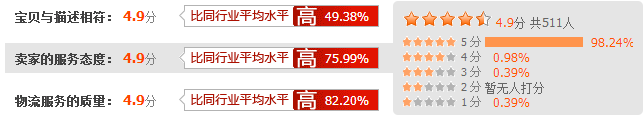 宝贝与描述相符： 4.9分 比同行业平均水平 高 49.38%
卖家的服务态度： 4.9分 比同行业平均水平 高 75.99%
物流服务的质量： 4.9分 比同行业平均水平 高 82.20%
4.9分 共511人
5分 98.24%
4分 0.98%
3分 0.39%
2分 暂无人打分
1分 0.39%